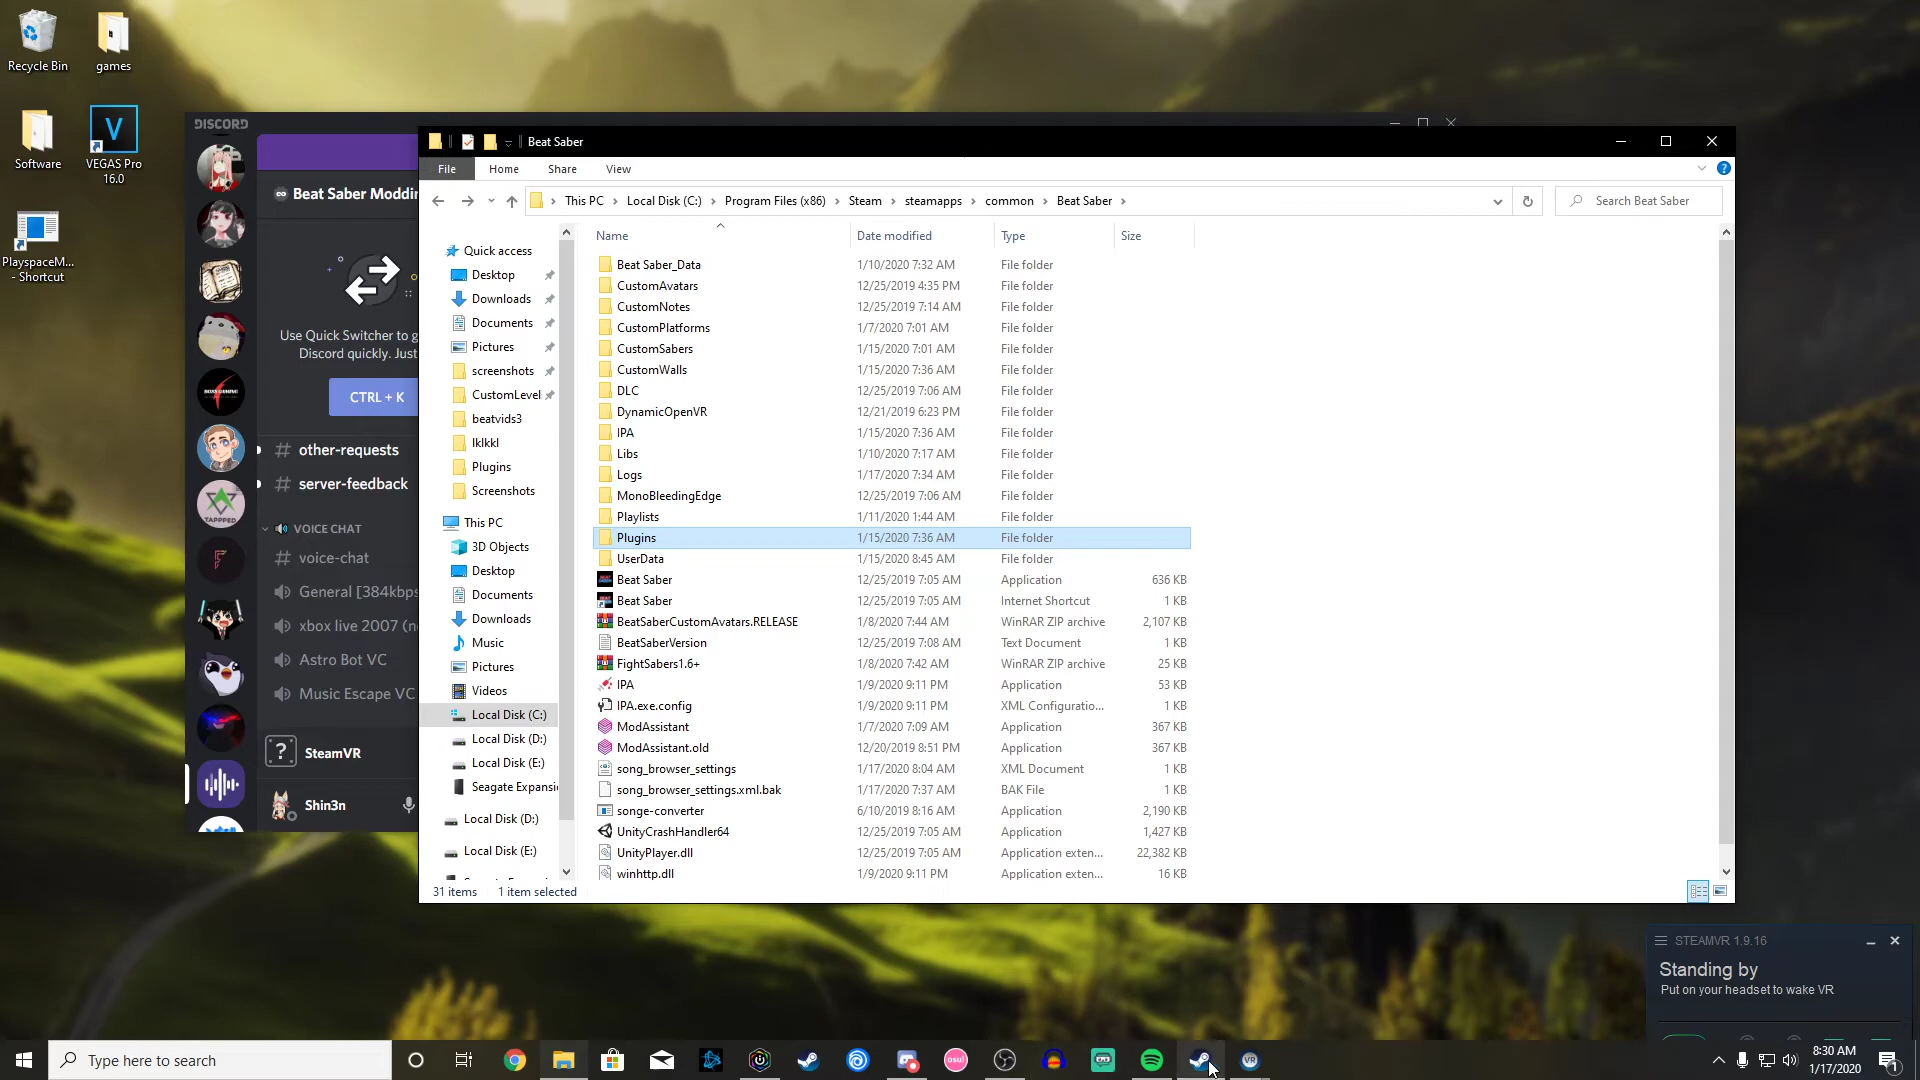 Recycle Bin
games
Software
VEGAS Pro
16.0
PlayspaceM...
- Shortcut
DISCORD
Beat Saber Moddin
Use Quick Switcher to g
Discord quickly. Just
CTRL + K
# other-requests
# server-feedback
VOICE CHAT
# voice-chat
General [384kbps
xbox live 2007 (n
Astro Bot VC
Music Escape VC
? SteamVR
Shin3n
TAPPPED
Beat Saber
File Home Share View
This PC > Local Disk (C:) > Program Files (x86) > Steam > steamapps > common > Beat Saber >
Search Beat Saber
Quick access
Desktop
Downloads
Documents
Pictures
screenshots
CustomLevel
beatvids3
lklkkl
Plugins
Screenshots
This PC
3D Objects
Desktop
Documents
Downloads
Music
Pictures
Videos
Local Disk (C:)
Local Disk (D:)
Local Disk (E:)
Seagate Expansi
Local Disk (D:)
Local Disk (E:)
Name Date modified Type Size
Beat Saber_Data 1/10/2020 7:32 AM File folder
CustomAvatars 12/25/2019 4:35 PM File folder
CustomNotes 12/25/2019 7:14 AM File folder
CustomPlatforms 1/7/2020 7:01 AM File folder
CustomSabers 1/15/2020 7:01 AM File folder
CustomWalls 1/15/2020 7:36 AM File folder
DLC 12/25/2019 7:06 AM File folder
DynamicOpenVR 12/21/2019 6:23 PM File folder
IPA 1/15/2020 7:36 AM File folder
Libs 1/10/2020 7:17 AM File folder
Logs 1/17/2020 7:34 AM File folder
MonoBleedingEdge 12/25/2019 7:06 AM File folder
Playlists 1/11/2020 1:44 AM File folder
Plugins 1/15/2020 7:36 AM File folder
UserData 1/15/2020 8:45 AM File folder
Beat Saber 12/25/2019 7:05 AM Application 636 KB
Beat Saber 12/25/2019 7:05 AM Internet Shortcut 1 KB
BeatSaberCustomAvatars.RELEASE 1/8/2020 7:44 AM WinRAR ZIP archive 2,107 KB
BeatSaberVersion 12/25/2019 7:08 AM Text Document 1 KB
FightSabers1.6+ 1/8/2020 7:42 AM WinRAR ZIP archive 25 KB
IPA 1/9/2020 9:11 PM Application 53 KB
IPA.exe.config 1/9/2020 9:11 PM XML Configuratio... 1 KB
ModAssistant 1/7/2020 7:09 AM Application 367 KB
ModAssistant.old 12/20/2019 8:51 PM Application 367 KB
song_browser_settings 1/17/2020 8:04 AM XML Document 1 KB
song_browser_settings.xml.bak 1/17/2020 7:37 AM BAK File 1 KB
songe-converter 6/10/2019 8:16 AM Application 2,190 KB
UnityCrashHandler64 12/25/2019 7:05 AM Application 1,427 KB
UnityPlayer.dll 12/25/2019 7:05 AM Application exten... 22,382 KB
winhttp.dll 1/9/2020 9:11 PM Application exten... 16 KB
31 items 1 item selected
STEAMVR 1.9.16
Standing by
Put on your headset to wake VR
Type here to search
osu!
VR
8:30 AM
1/17/2020
1